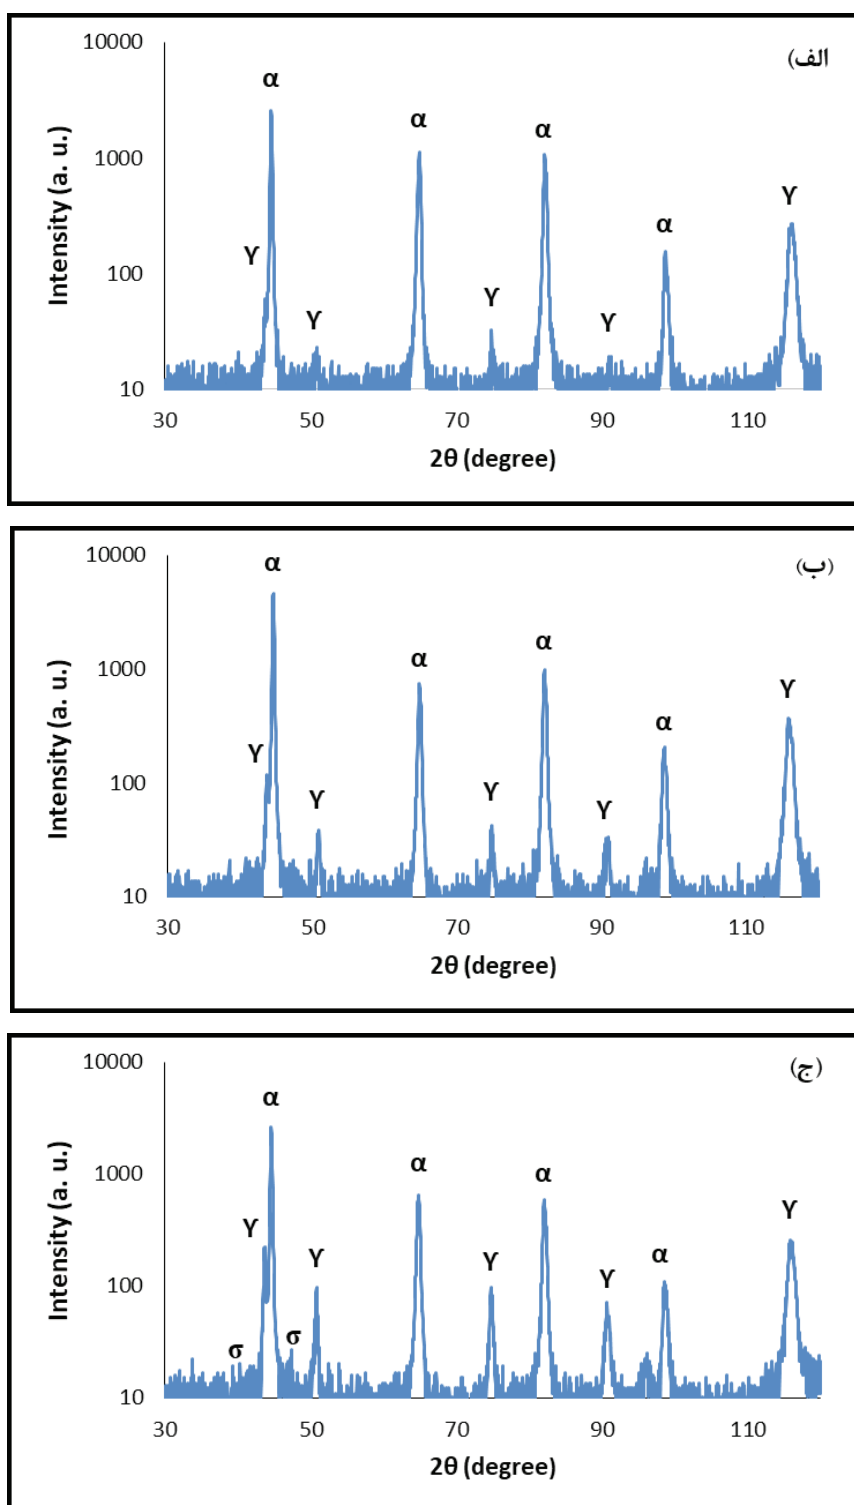 الف)
10000
α
α
α
1000
ϒ
α
ϒ
100
ϒ
ϒ
ϒ
10
30 50 70 90 110
2θ (degree)
Intensity (a. u.)
(ب)
10000
α
α
α
1000
ϒ
α
ϒ
100
ϒ
ϒ
ϒ
10
30 50 70 90 110
2θ (degree)
Intensity (a. u.)
(ج)
10000
α
α
α
1000
ϒ
ϒ
ϒ
ϒ
ϒ
α
100
σ
σ
10
30 50 70 90 110
2θ (degree)
Intensity (a. u.)